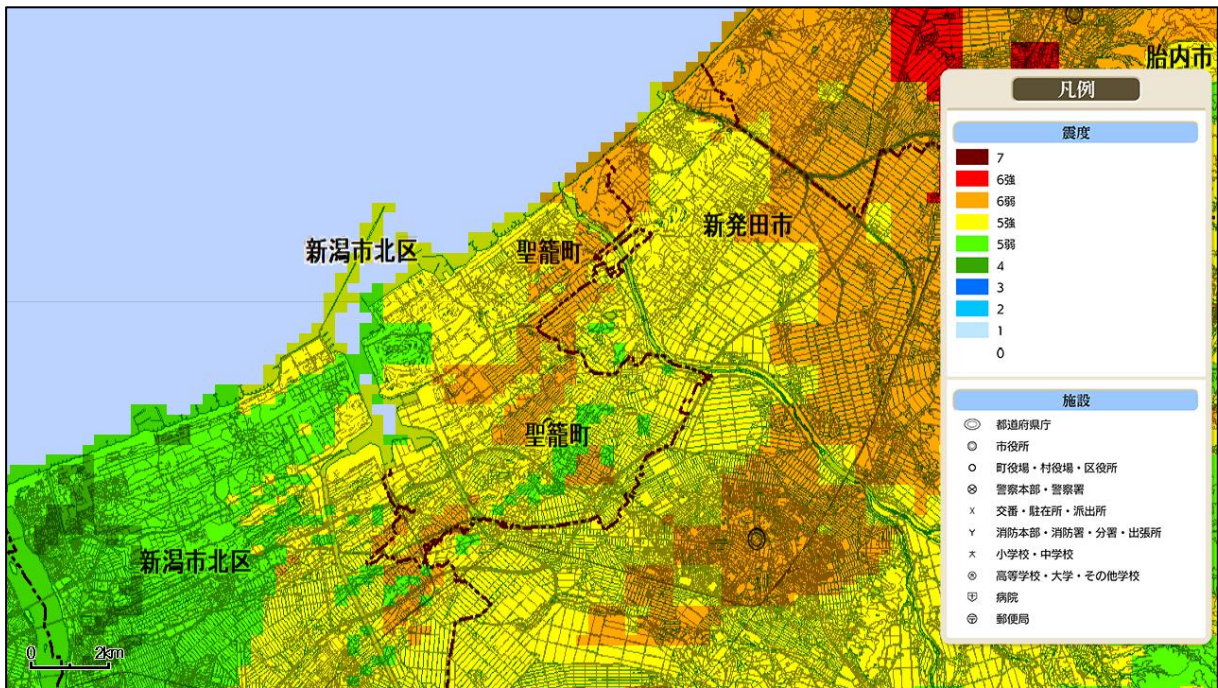 胎内市
新発田市
新潟市北区
聖籠町
聖籠町
新潟市北区
0 2km
凡例
震度
7
6強
6弱
5強
5弱
4
3
2
1
0
施設
都道府県庁
市役所
町役場・村役場・区役所
警察本部・警察署
交番・駐在所・派出所
消防本部・消防署・分署・出張所
小学校・中学校
高等学校・大学・その他学校
病院
郵便局